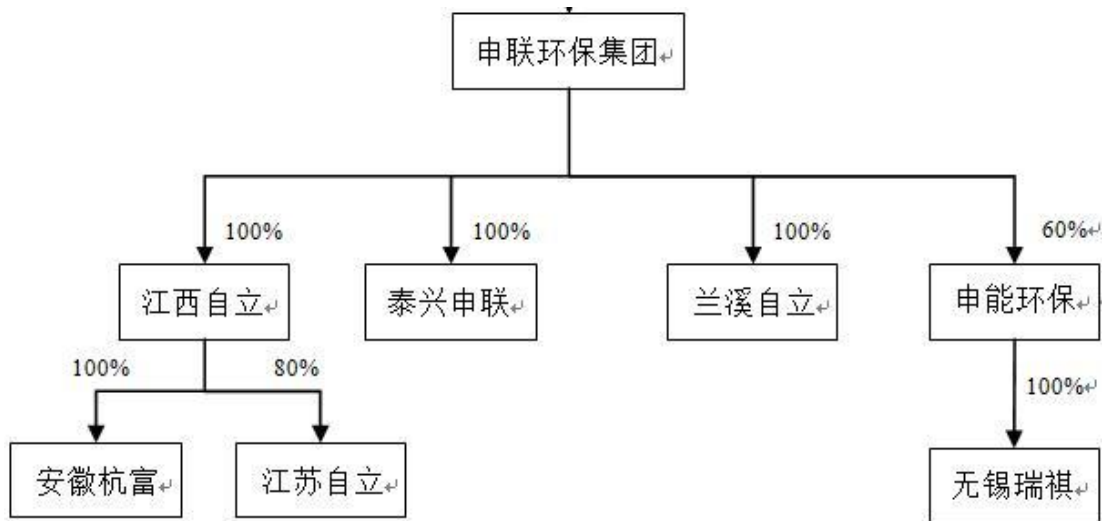 申联环保集团
100%
100%
100%
60%
江西自立
泰兴申联
兰溪自立
申能环保
100%
80%
100%
安徽杭富
江苏自立
无锡瑞祺